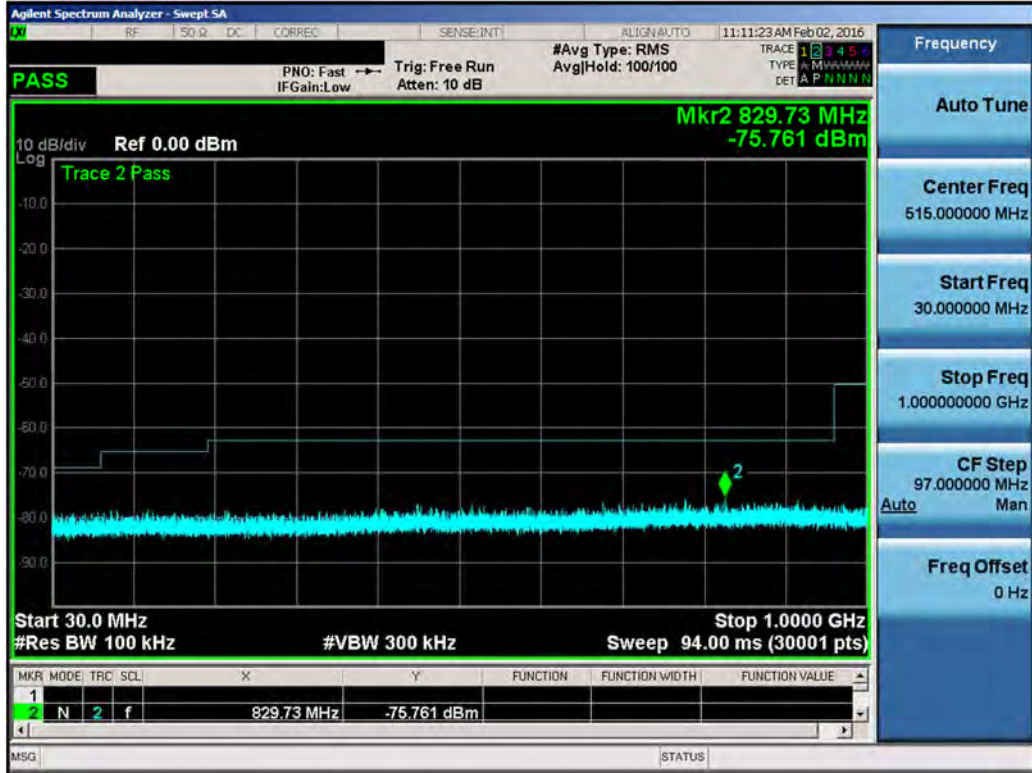 Agilent Spectrum Analyzer - Swept SA
LXI RF 50 Ω DC CORREC SENSE:INT ALIGN AUTO 11:11:23 AM Feb 02, 2016
PASS
PNO: Fast
IFGain:Low
Trig: Free Run
Atten: 10 dB
#Avg Type: RMS
Avg|Hold: 100/100
TRACE 1 2 3 4 5 6
TYPE A M
DET A P N N N N
Mkr2 829.73 MHz
-75.761 dBm
10 dB/div Ref 0.00 dBm
Log
Trace 2 Pass
-10.0
-20.0
-30.0
-40.0
-50.0
-60.0
-70.0
2
-80.0
-90.0
Start 30.0 MHz Stop 1.0000 GHz
#Res BW 100 kHz #VBW 300 kHz Sweep 94.00 ms (30001 pts)
MKR MODE TRC SCL X Y FUNCTION FUNCTION WIDTH FUNCTION VALUE
1
2 N 2 f 829.73 MHz -75.761 dBm
MSG STATUS
Frequency
Auto Tune
Center Freq
515.000000 MHz
Start Freq
30.000000 MHz
Stop Freq
1.000000000 GHz
CF Step
97.000000 MHz
Auto Man
Freq Offset
0 Hz